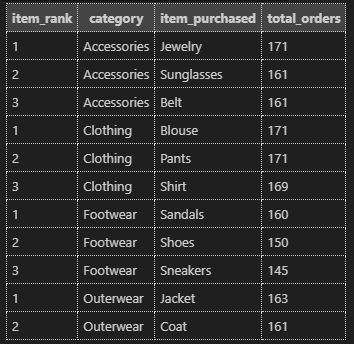 item_rank category item_purchased total_orders
1 Accessories Jewelry 171
2 Accessories Sunglasses 161
3 Accessories Belt 161
1 Clothing Blouse 171
2 Clothing Pants 171
3 Clothing Shirt 169
1 Footwear Sandals 160
2 Footwear Shoes 150
3 Footwear Sneakers 145
1 Outerwear Jacket 163
2 Outerwear Coat 161